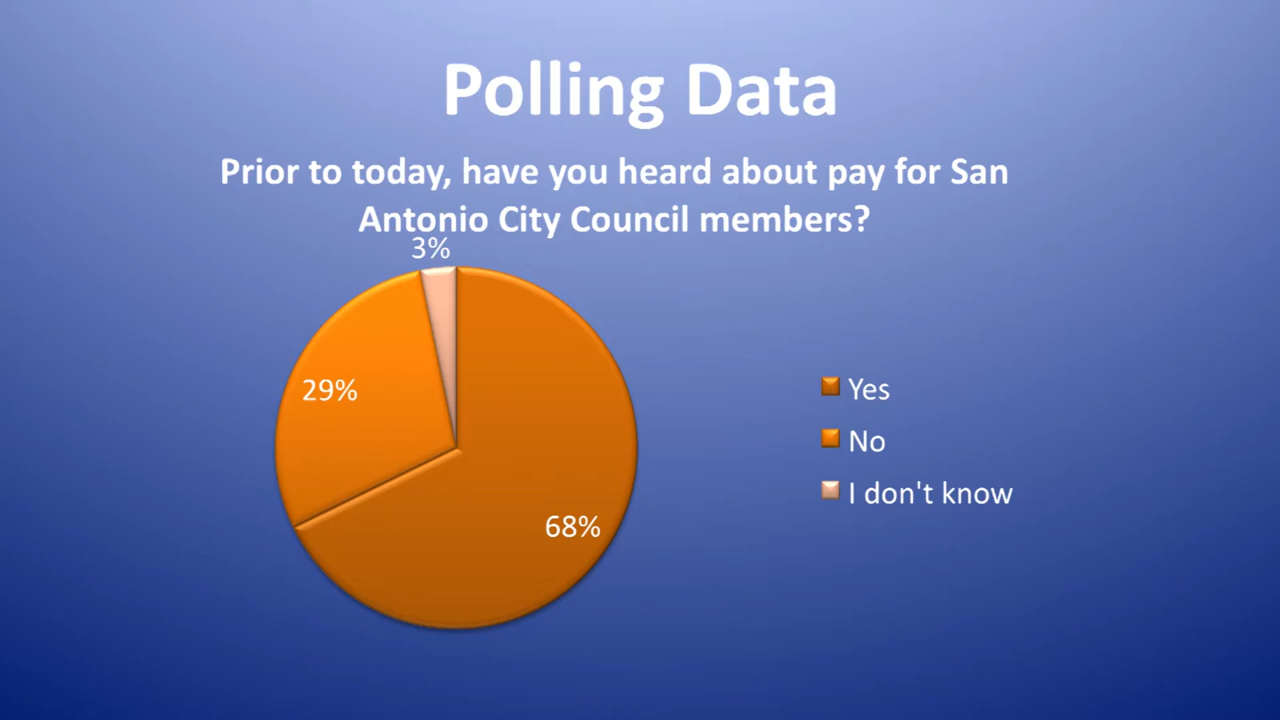 Polling Data
Prior to today, have you heard about pay for San
Antonio City Council members?
3%
29%
68%
Yes
No
I don't know